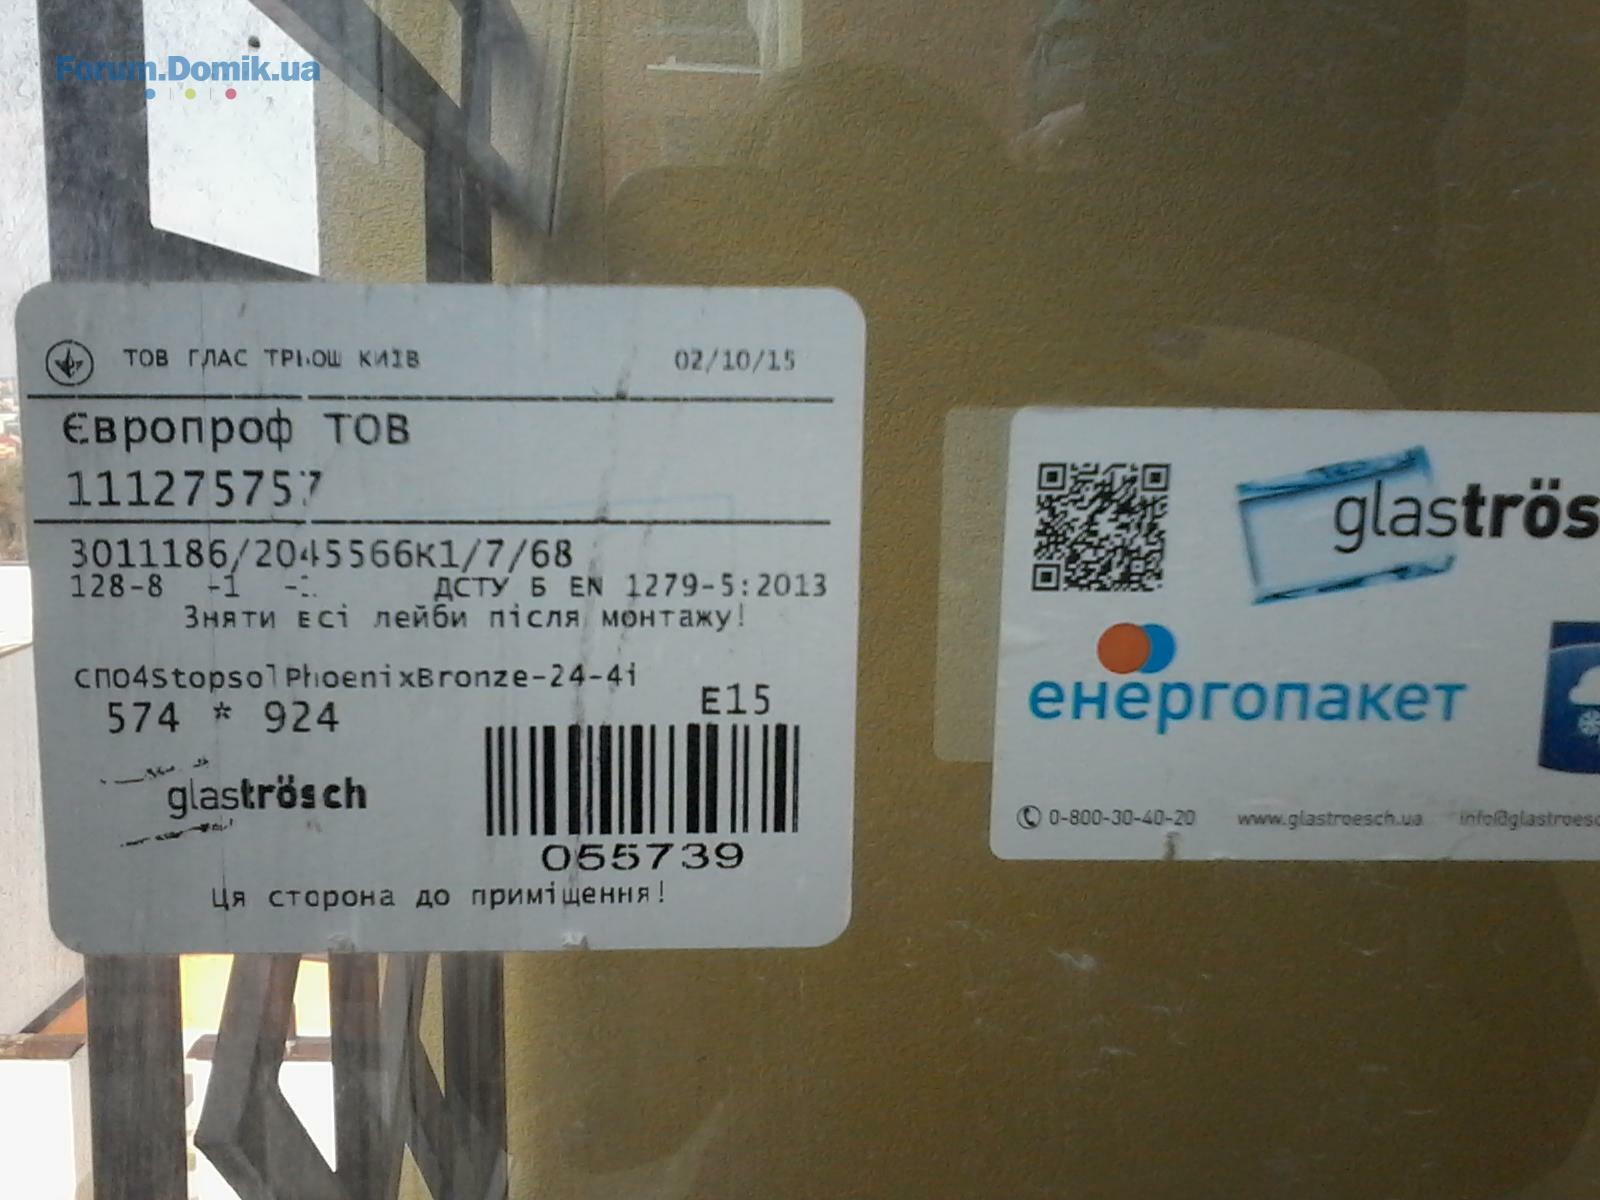 Forum.Domik.ua
ТОВ ГЛАС ТРЬОШ КИЇВ 02/10/15
Європроф ТОВ
111275757
3011186/2045566К1/7/68
128-8 -1 ДСТУ Б EN 1279-5:2013
Зняти всі лейби після монтажу!
СПО4StopsolPhoenixBronze-24-4i
574 * 924 E15
glaströsch
055739
Ця сторона до приміщення!
glaströs
енергопакет
0-800-30-40-20 www.glastroesch.ua info@glastroesc